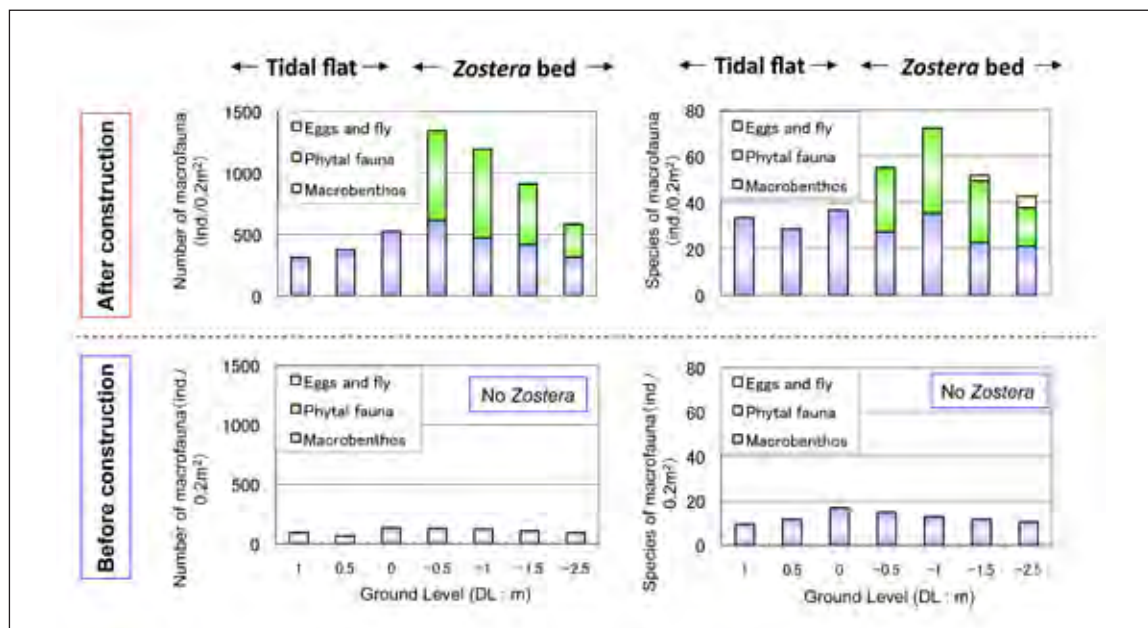 ← Tidal flat → ← Zostera bed →
← Tidal flat → ← Zostera bed →
After construction
Number of macrofauna
(ind./0.2m²)
1500
1000
500
0
Eggs and fly
Phytal fauna
Macrobenthos
Species of macrofauna
(ind./0.2m²)
80
60
40
20
0
Eggs and fly
Phytal fauna
Macrobenthos
Before construction
Number of macrofauna (ind./
0.2m²)
1500
1000
500
0
Eggs and fly
Phytal fauna
Macrobenthos
No Zostera
1 0.5 0 -0.5 -1 -1.5 -2.5
Ground Level (DL : m)
Species of macrofauna (ind./
0.2m²)
80
60
40
20
0
Eggs and fly
Phytal fauna
Macrobenthos
No Zostera
1 0.5 0 -0.5 -1 -1.5 -2.5
Ground Level (DL : m)